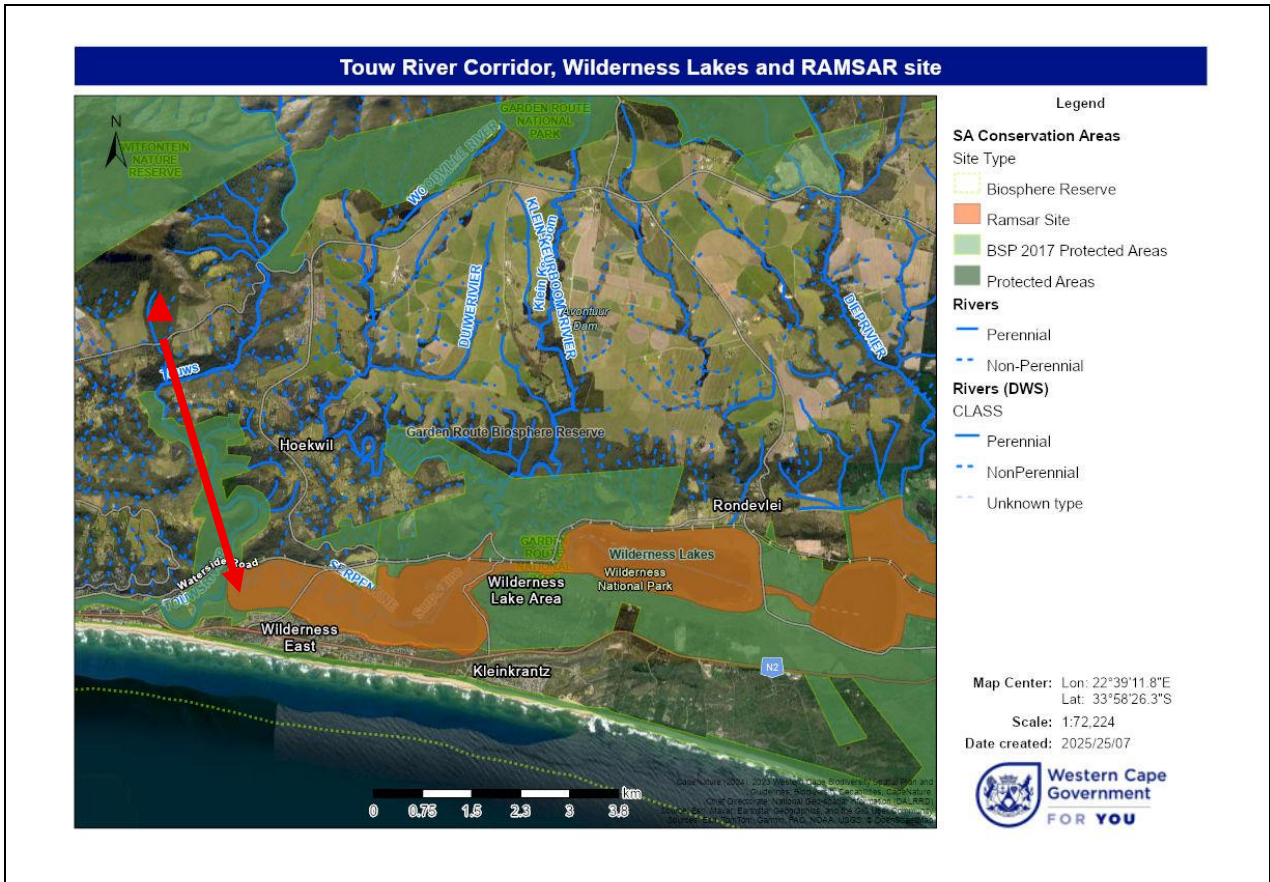 Touw River Corridor, Wilderness Lakes and RAMSAR site
N
WITFONTEIN
NATURE
RESERVE
GARDEN ROUTE
NATIONAL
PARK
WOODVILLE RIVER
KLEIN-KEURBOOMSRIVIER
DUIWERIVIER
Avontuur
Dam
DIEPRIVIER
TOUWS
Hoekwil
Garden Route Biosphere Reserve
Rondevlei
GARDEN
ROUTE
NATIONAL
Wilderness Lakes
Wilderness
National Park
Waterside Road
Wilderness
Lake Area
Wilderness
East
Kleinkrantz
N2
km
0 0.75 1.5 2.3 3 3.8
Legend
SA Conservation Areas
Site Type
Biosphere Reserve
Ramsar Site
BSP 2017 Protected Areas
Protected Areas
Rivers
Perennial
Non-Perennial
Rivers (DWS)
CLASS
Perennial
NonPerennial
Unknown type
Map Center: Lon: 22°39'11.8"E
Lat: 33°58'26.3"S
Scale: 1:72,224
Date created: 2025/25/07
Western Cape
Government
FOR YOU